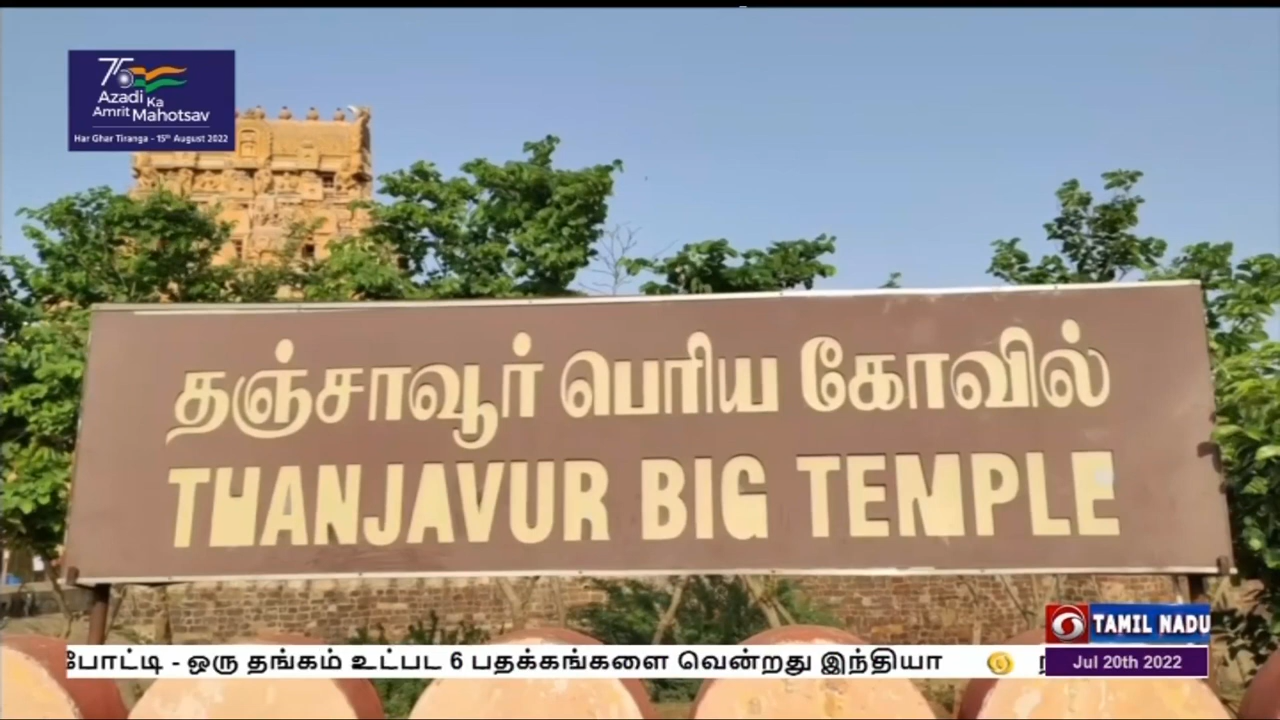 75
Azadi Ka
Amrit Mahotsav
Har Ghar Tiranga - 15th August 2022
தஞ்சாவூர் பெரிய கோவில்
THANJAVUR BIG TEMPLE
TAMIL NADU
போட்டி - ஒரு தங்கம் உட்பட 6 பதக்கங்களை வென்றது இந்தியா
Jul 20th 2022